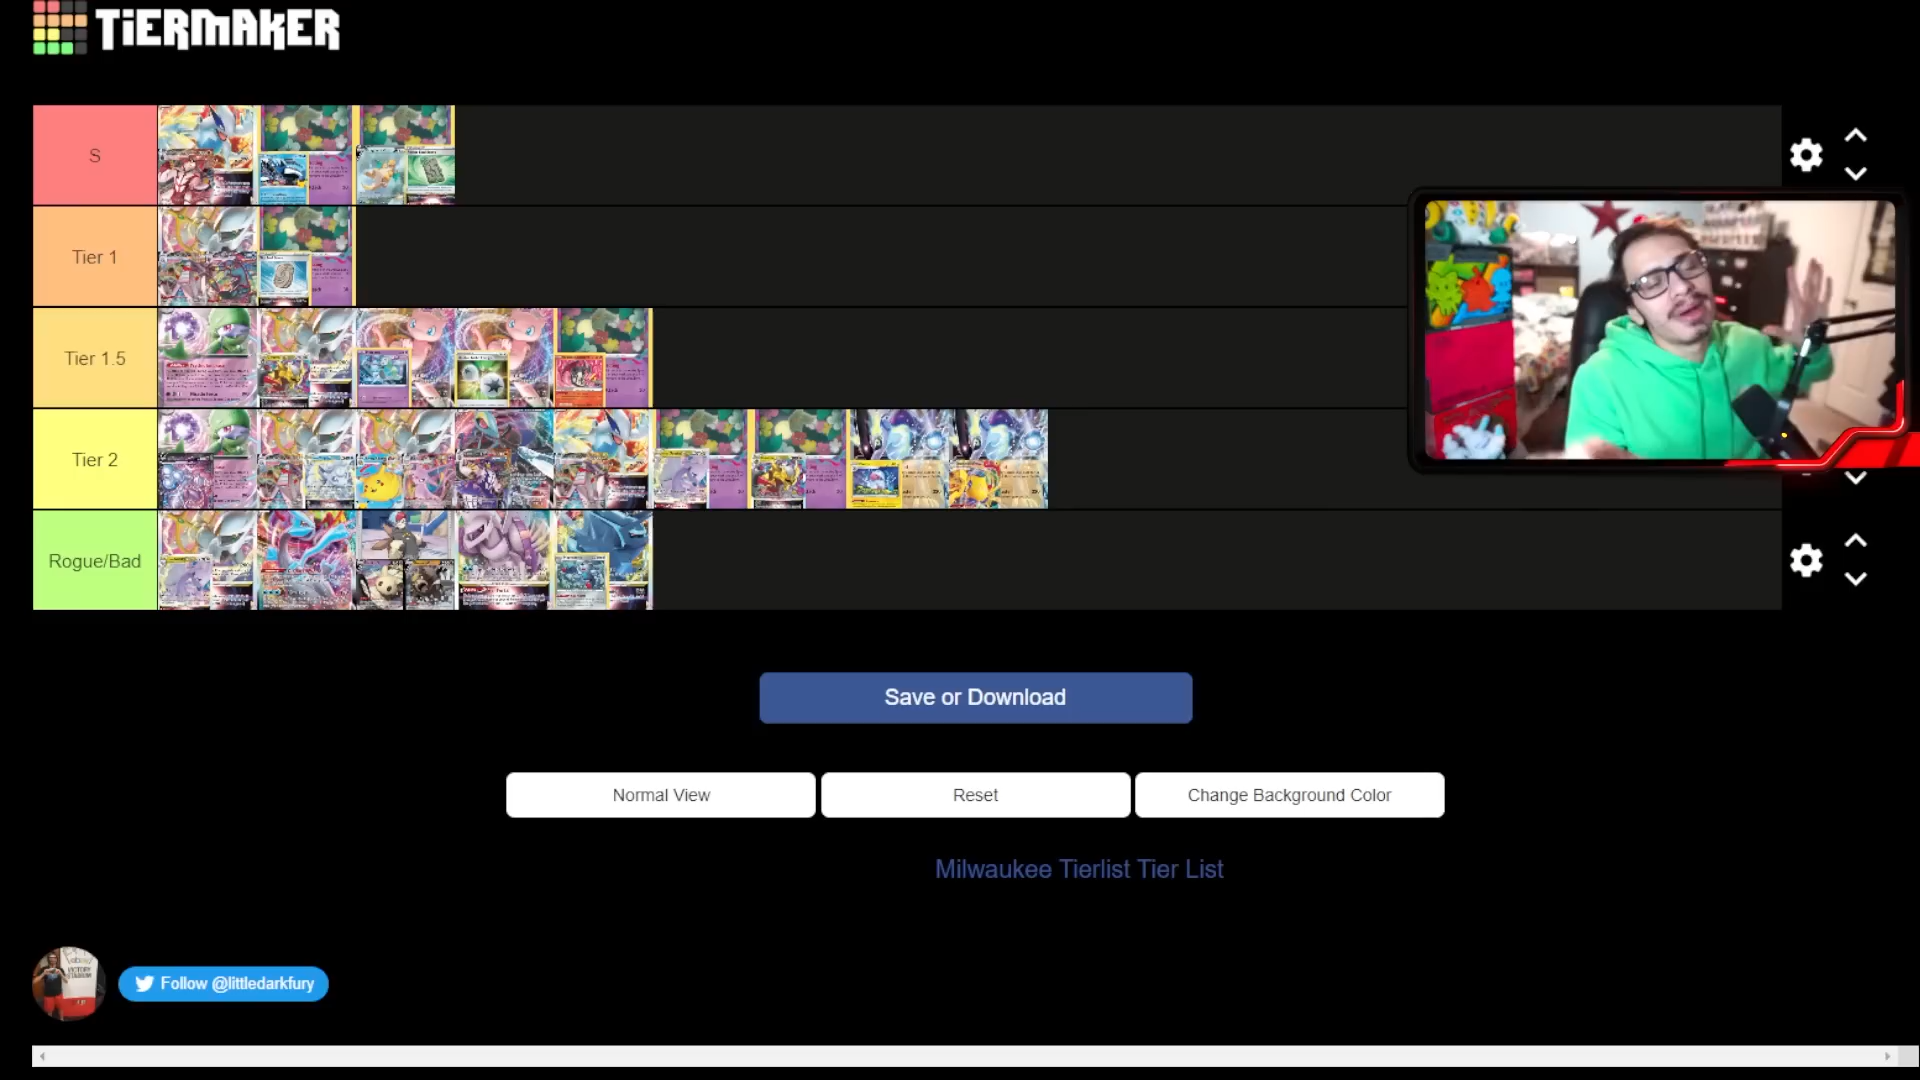 TiERMAKER
S
Tier 1
Tier 1.5
Tier 2
Rogue/Bad
Save or Download
Normal View
Reset
Change Background Color
Milwaukee Tierlist Tier List
Follow @littledarkfury